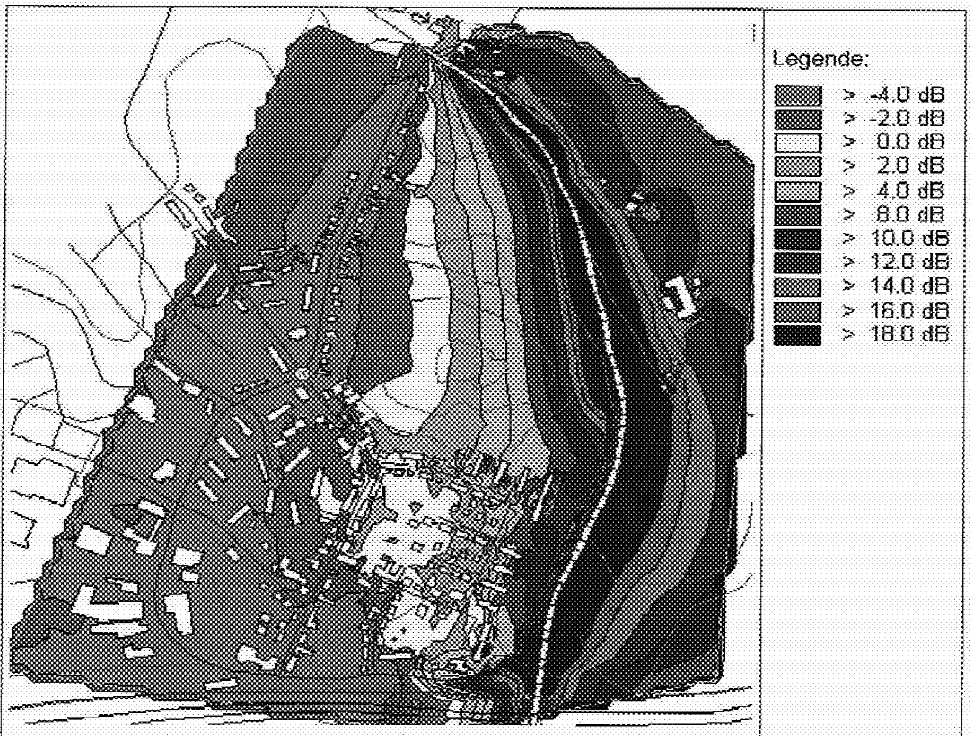 Legende:
> -4.0 dB
> -2.0 dB
> 0.0 dB
> 2.0 dB
> 4.0 dB
> 8.0 dB
> 10.0 dB
> 12.0 dB
> 14.0 dB
> 16.0 dB
> 18.0 dB